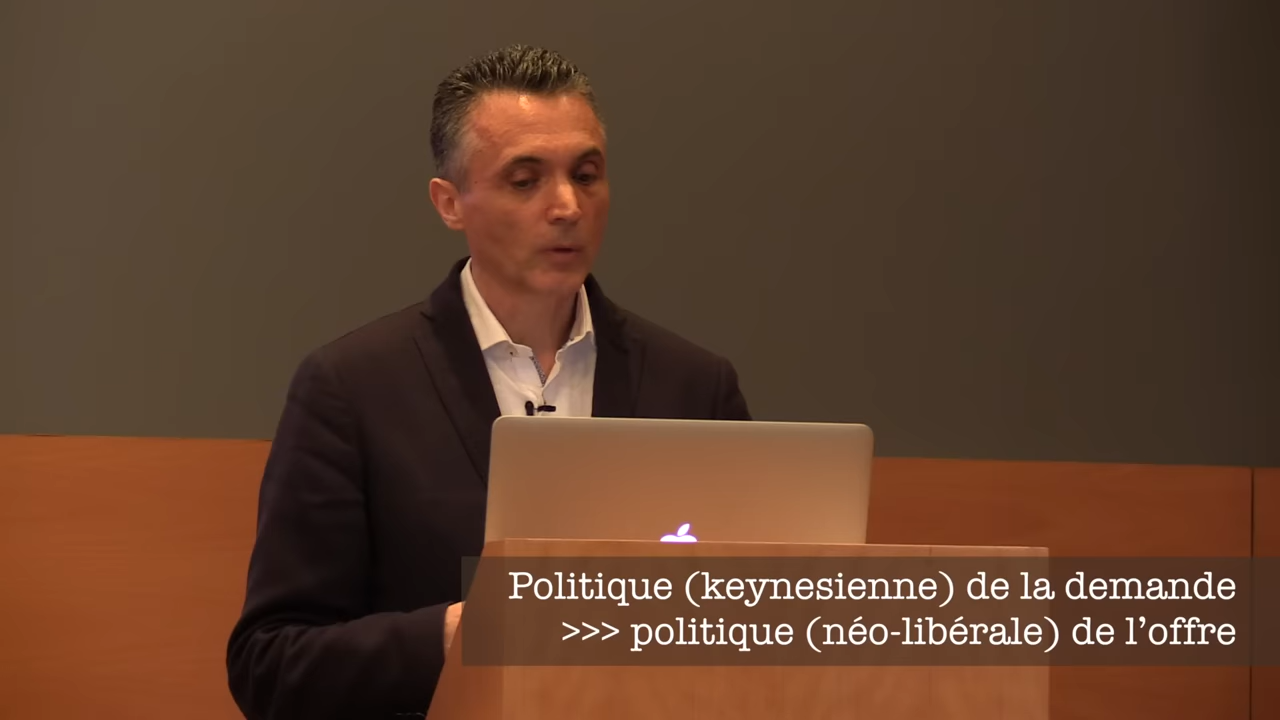 Politique (keynesienne) de la demande
>>> politique (néo-libérale) de l'offre